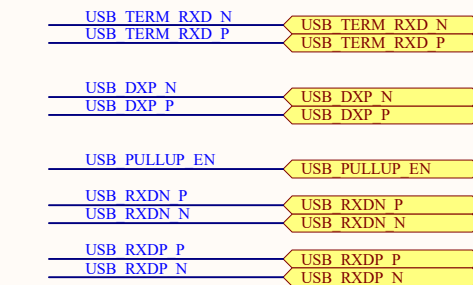 USB_TERM_RXD_N USB_TERM_RXD_N
USB_TERM_RXD_P USB_TERM_RXD_P
USB_DXP_N USB_DXP_N
USB_DXP_P USB_DXP_P
USB_PULLUP_EN USB_PULLUP_EN
USB_RXDN_P USB_RXDN_P
USB_RXDN_N USB_RXDN_N
USB_RXDP_P USB_RXDP_P
USB_RXDP_N USB_RXDP_N